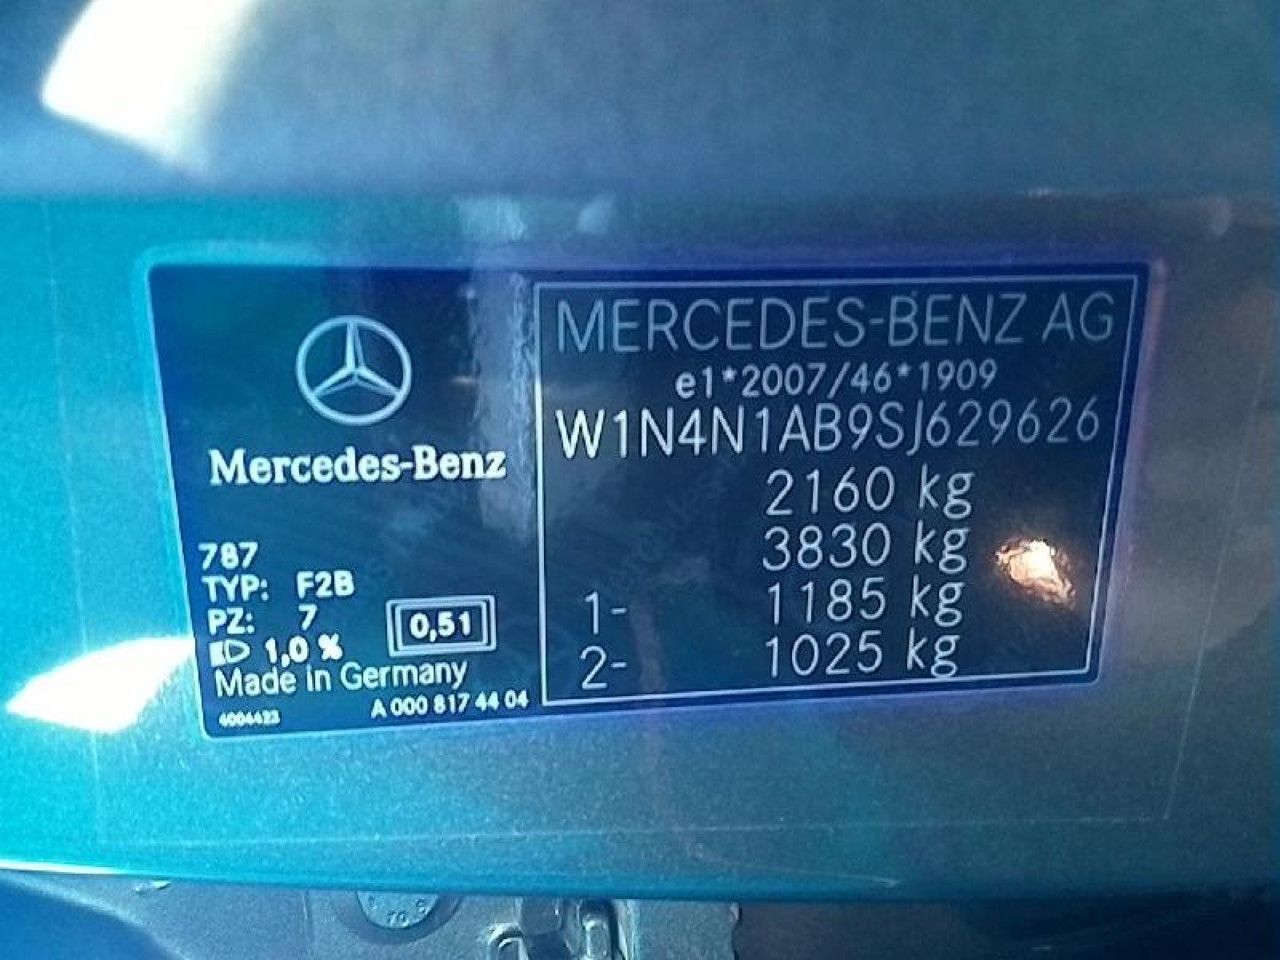 MERCEDES-BENZ AG
e1*2007/46*1909
W1N4N1AB9SJ629626
2160 kg
3830 kg
1- 1185 kg
2- 1025 kg
Mercedes-Benz
787
TYP: F2B
PZ: 7
1,0 %
0,51
Made in Germany
4004423
A 000 817 44 04